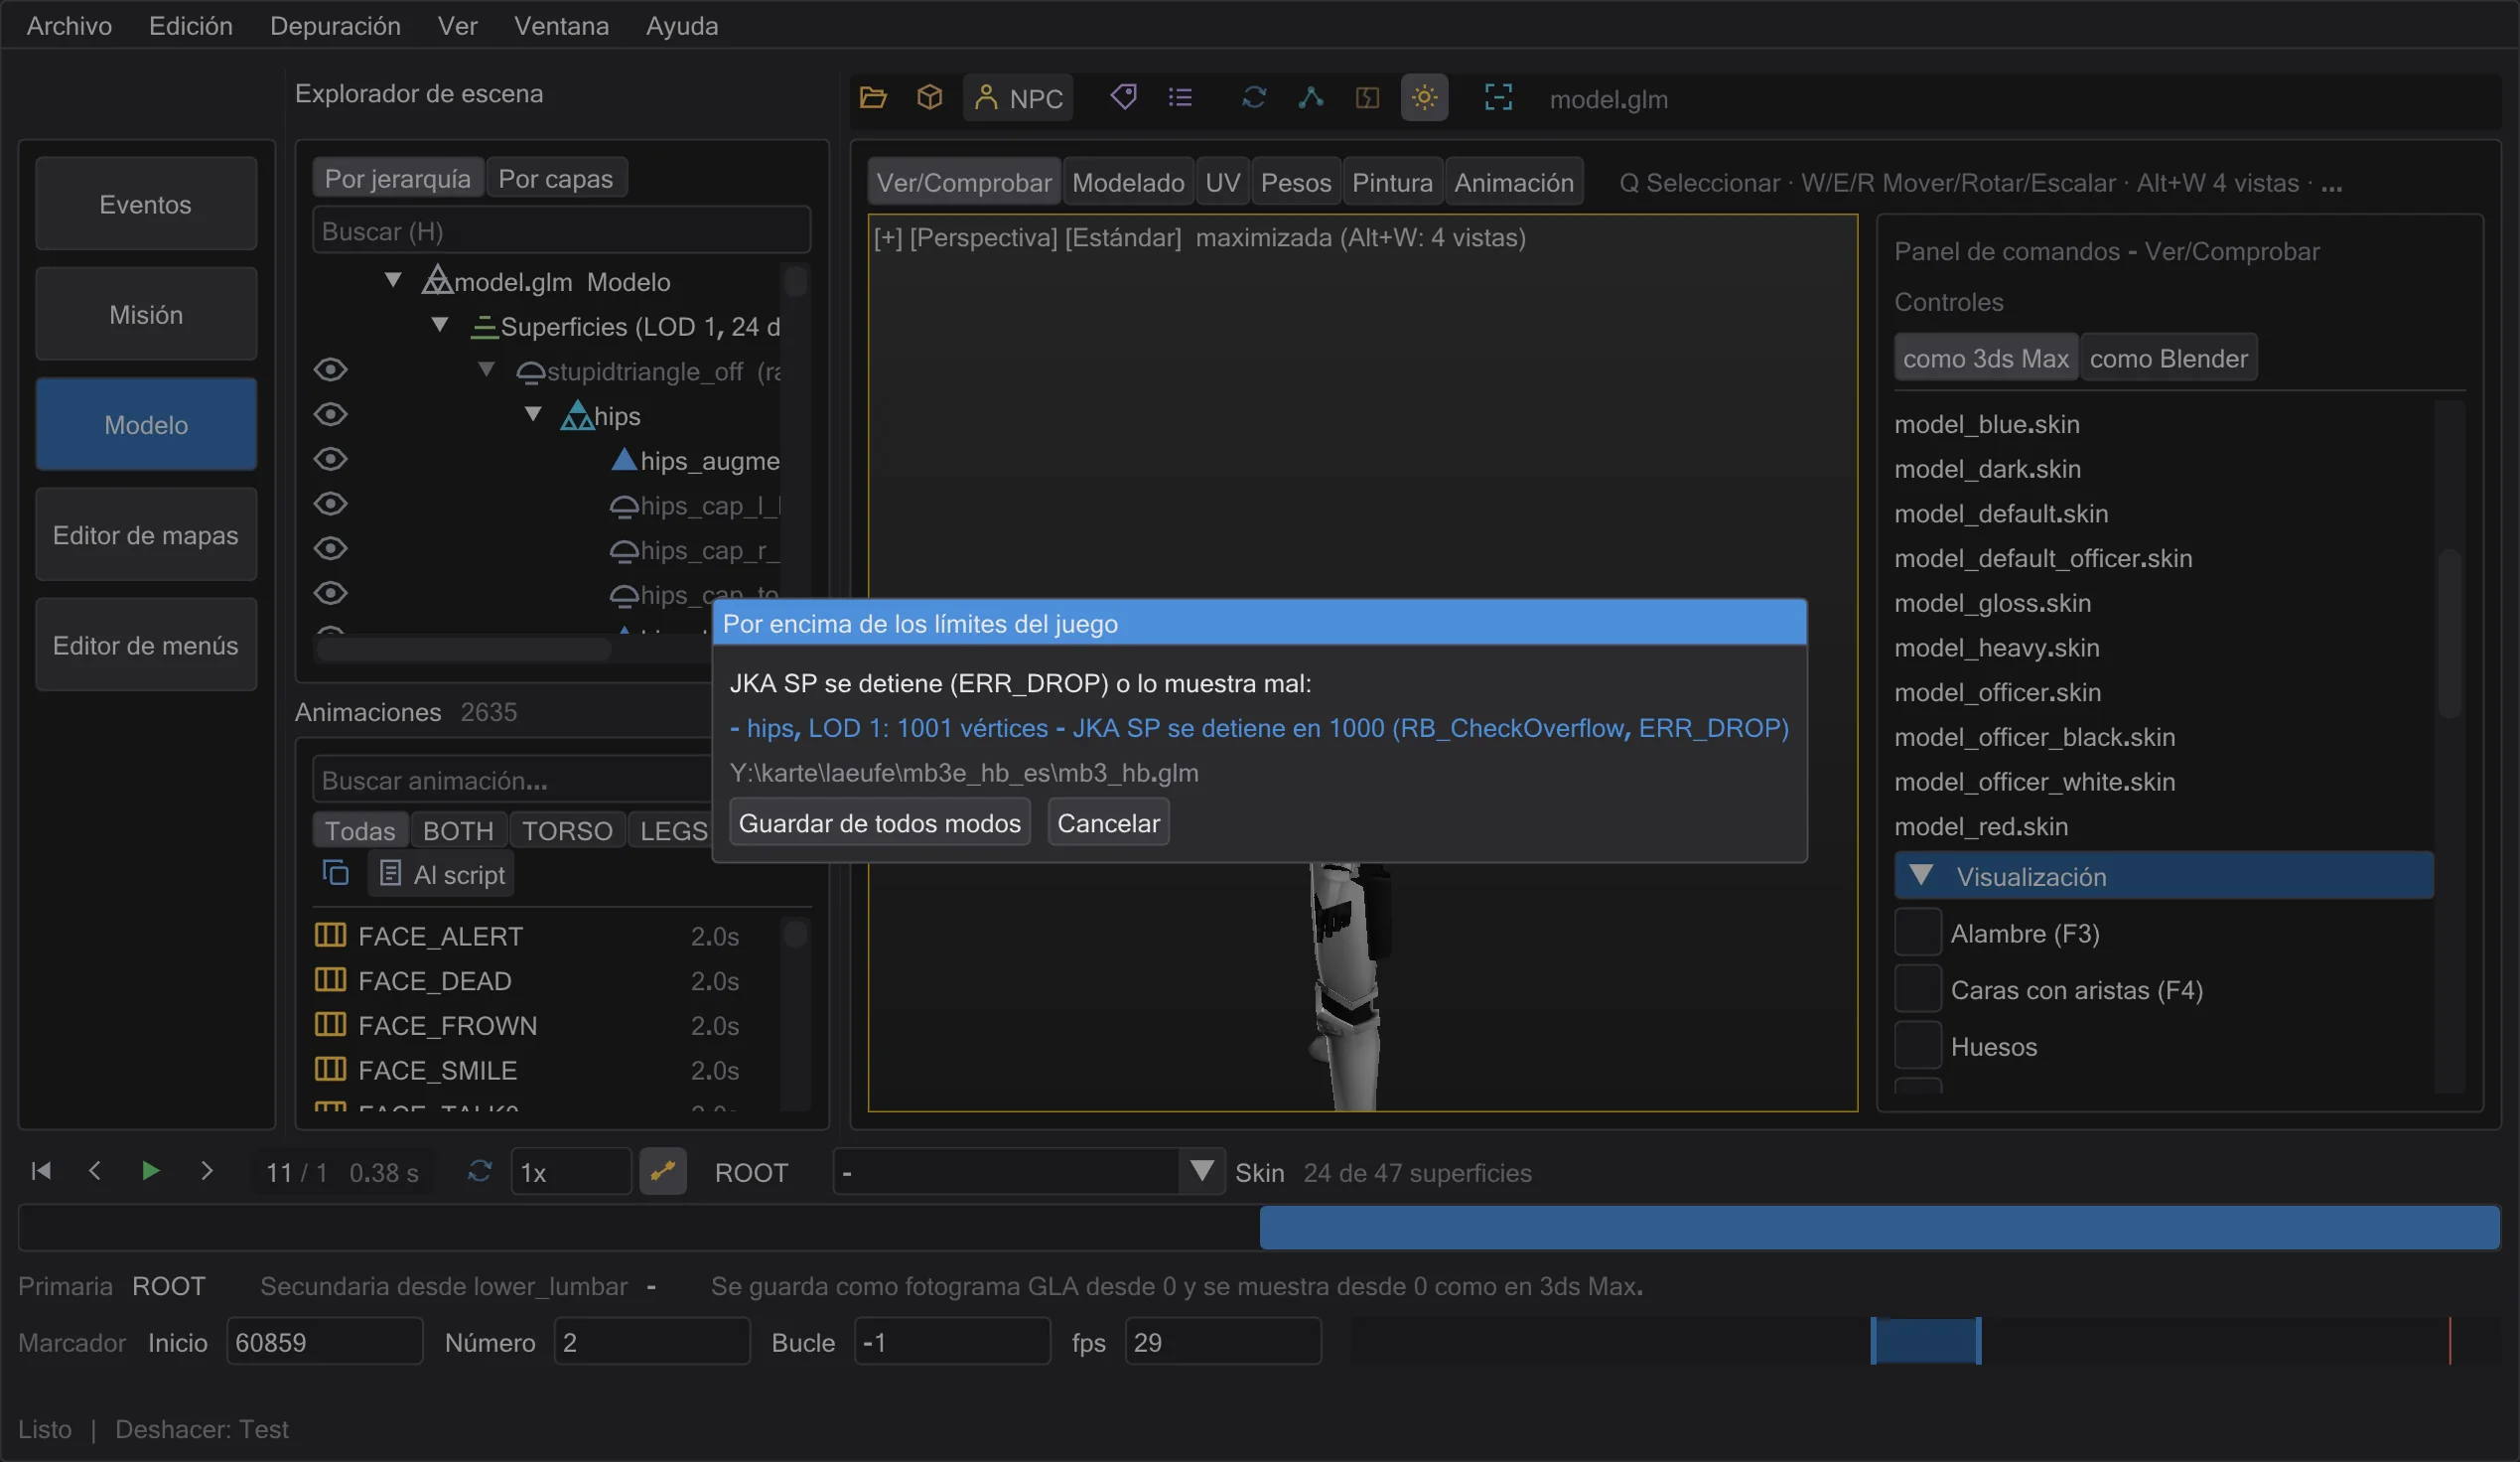 Archivo Edición Depuración Ver Ventana Ayuda
Explorador de escena
NPC
model.glm
Eventos
Misión
Modelo
Editor de mapas
Editor de menús
Por jerarquía Por capas
Buscar (H)
model.glm Modelo
Superficies (LOD 1, 24 d
stupidtriangle_off (ra
hips
hips_augme
hips_cap_l_
hips_cap_r_
hips_cap_to
Animaciones 2635
Buscar animación...
Todas BOTH TORSO LEGS
AI script
FACE_ALERT 2.0s
FACE_DEAD 2.0s
FACE_FROWN 2.0s
FACE_SMILE 2.0s
Ver/Comprobar Modelado UV Pesos Pintura Animación Q Seleccionar · W/E/R Mover/Rotar/Escalar · Alt+W 4 vistas · ...
[+] [Perspectiva] [Estándar] maximizada (Alt+W: 4 vistas)
Por encima de los límites del juego
JKA SP se detiene (ERR_DROP) o lo muestra mal:
- hips, LOD 1: 1001 vértices - JKA SP se detiene en 1000 (RB_CheckOverflow, ERR_DROP)
Y:\karte\laeufe\mb3e_hb_es\mb3_hb.glm
Guardar de todos modos Cancelar
Panel de comandos - Ver/Comprobar
Controles
como 3ds Max como Blender
model_blue.skin
model_dark.skin
model_default.skin
model_default_officer.skin
model_gloss.skin
model_heavy.skin
model_officer.skin
model_officer_black.skin
model_officer_white.skin
model_red.skin
Visualización
Alambre (F3)
Caras con aristas (F4)
Huesos
11 / 1 0.38 s 1x ROOT - Skin 24 de 47 superficies
Primaria ROOT Secundaria desde lower_lumbar - Se guarda como fotograma GLA desde 0 y se muestra desde 0 como en 3ds Max.
Marcador Inicio 60859 Número 2 Bucle -1 fps 29
Listo | Deshacer: Test